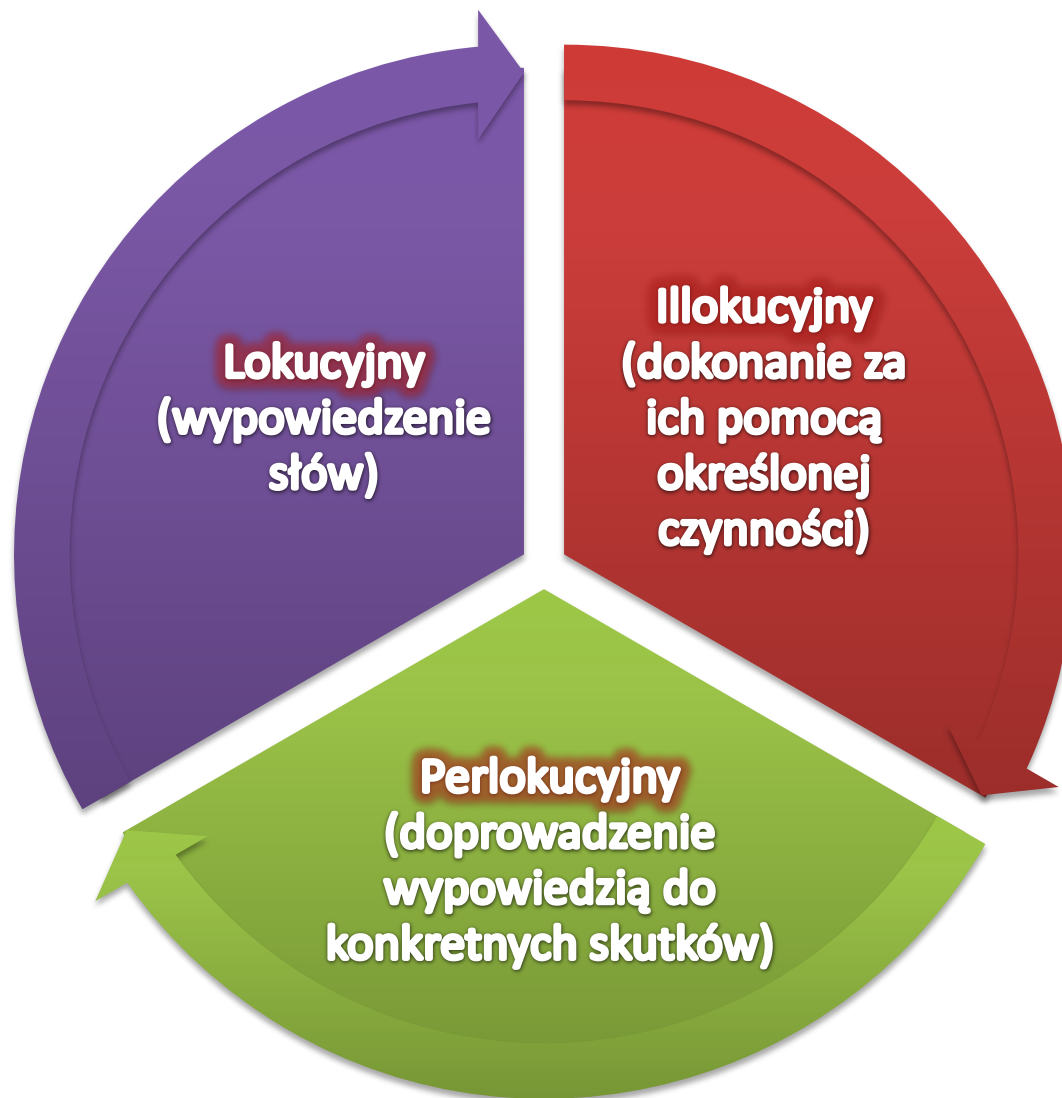 Lokucyjny
(wypowiedzenie
słów)
Illokucyjny
(dokonanie za
ich pomocą
określonej
czynności)
Perlokucyjny
(doprowadzenie
wypowiedzią do
konkretnych skutków)